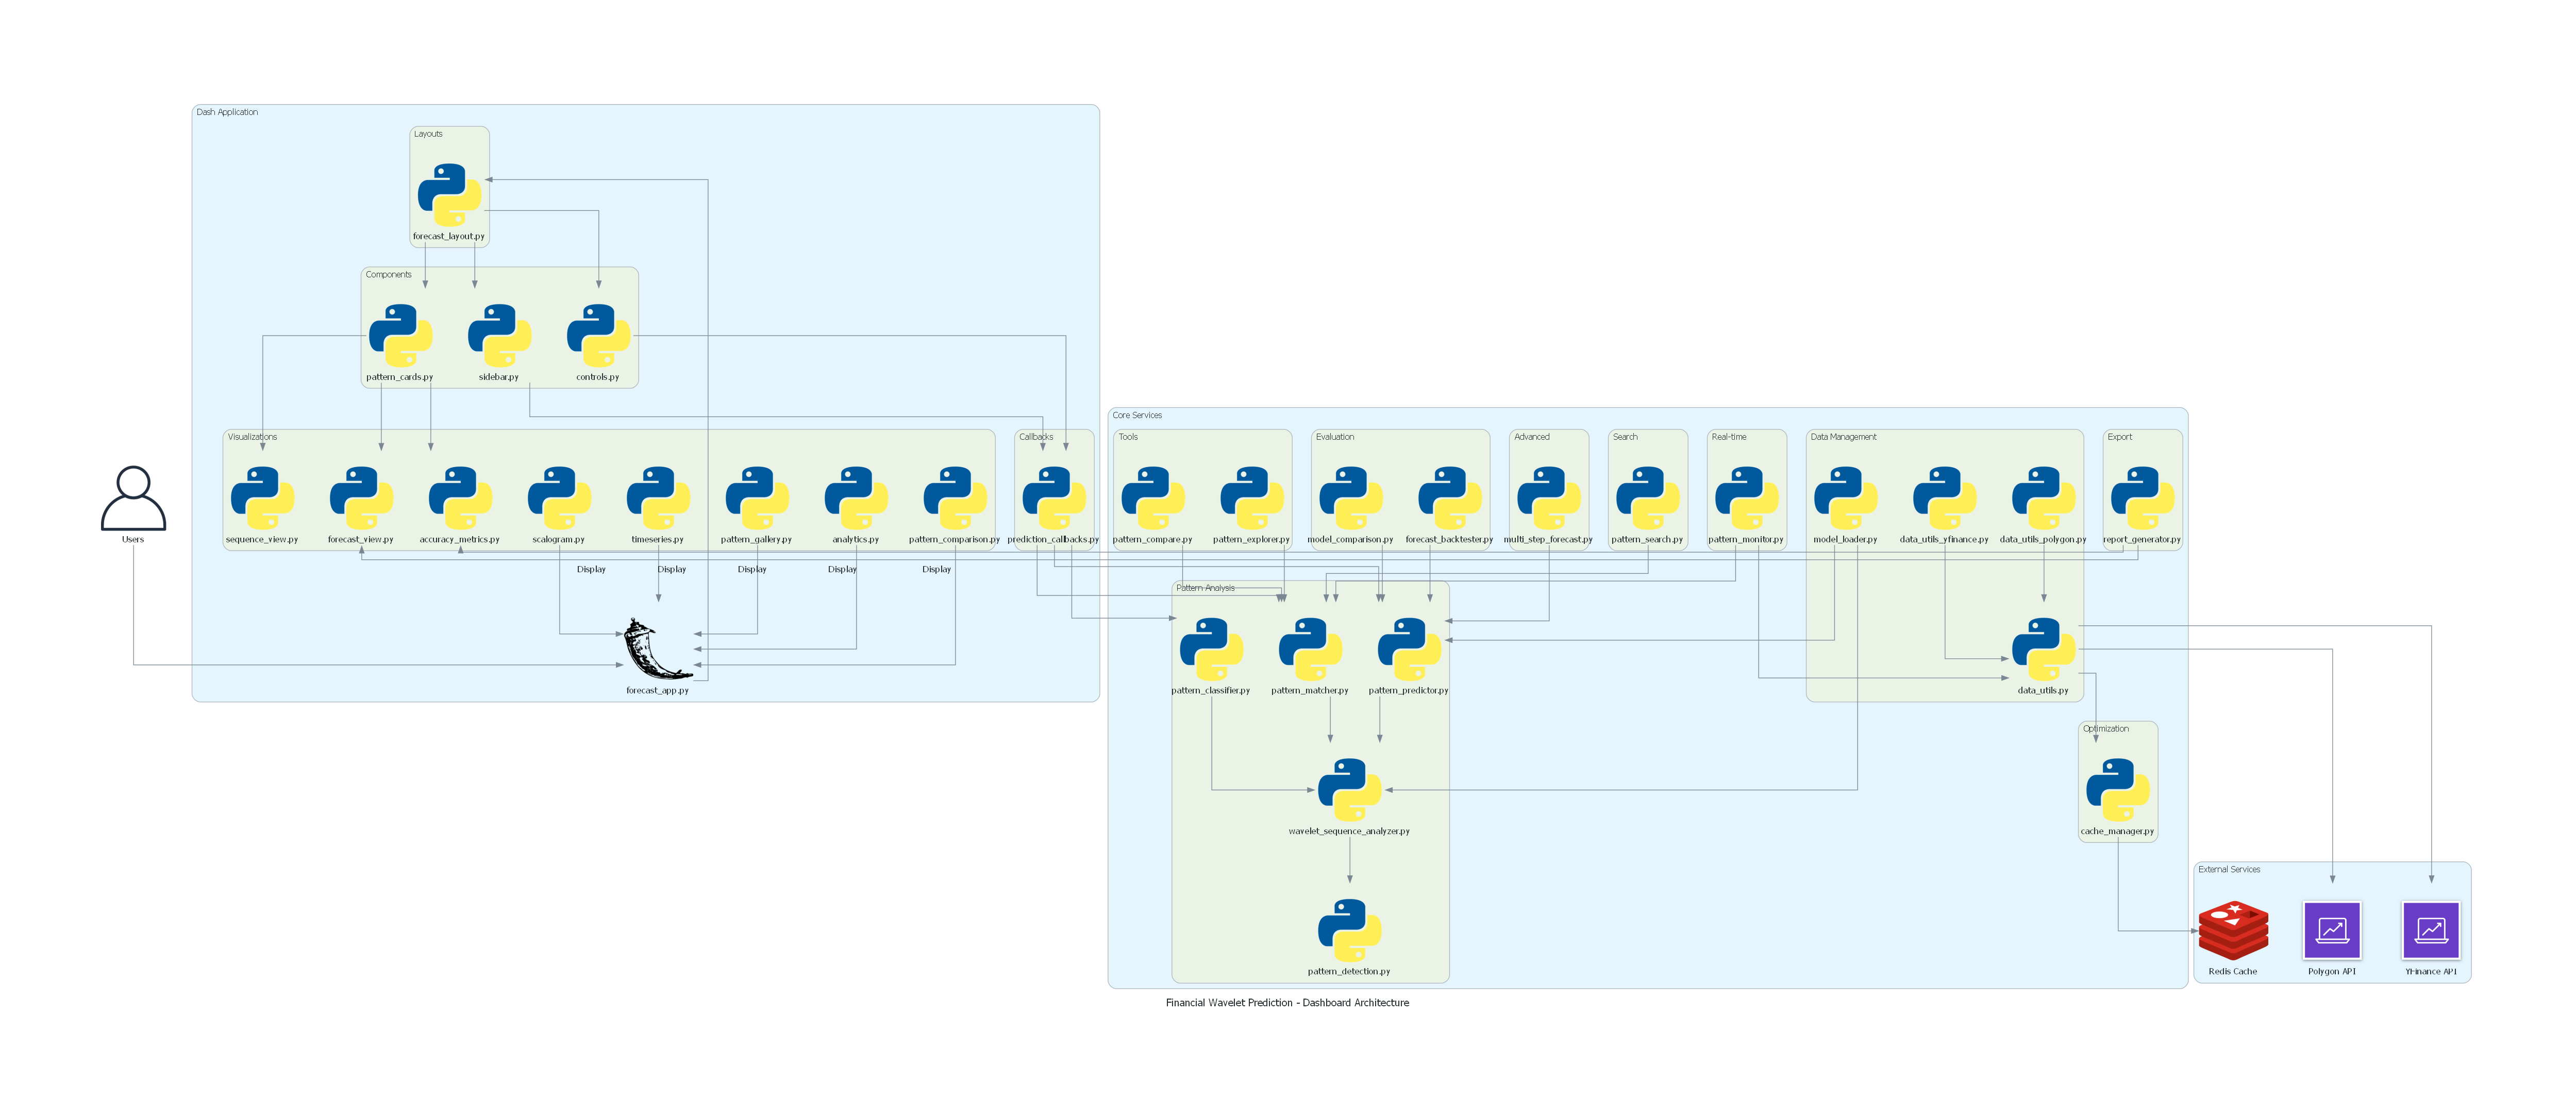 Dash Application
Layouts
forecast_layout.py
Components
pattern_cards.py
sidebar.py
controls.py
Visualizations
sequence_view.py
forecast_view.py
accuracy_metrics.py
scalogram.py
timeseries.py
pattern_gallery.py
analytics.py
pattern_comparison.py
Callbacks
prediction_callbacks.py
Users
Display
Display
Display
Display
Display
forecast_app.py
Core Services
Tools
pattern_compare.py
pattern_explorer.py
Evaluation
model_comparison.py
forecast_backtester.py
Advanced
multi_step_forecast.py
Search
pattern_search.py
Real-time
pattern_monitor.py
Data Management
model_loader.py
data_utils_yfinance.py
data_utils_polygon.py
data_utils.py
Export
report_generator.py
Pattern Analysis
pattern_classifier.py
pattern_matcher.py
pattern_predictor.py
wavelet_sequence_analyzer.py
pattern_detection.py
Optimization
cache_manager.py
External Services
Redis Cache
Polygon API
YFinance API
Financial Wavelet Prediction - Dashboard Architecture